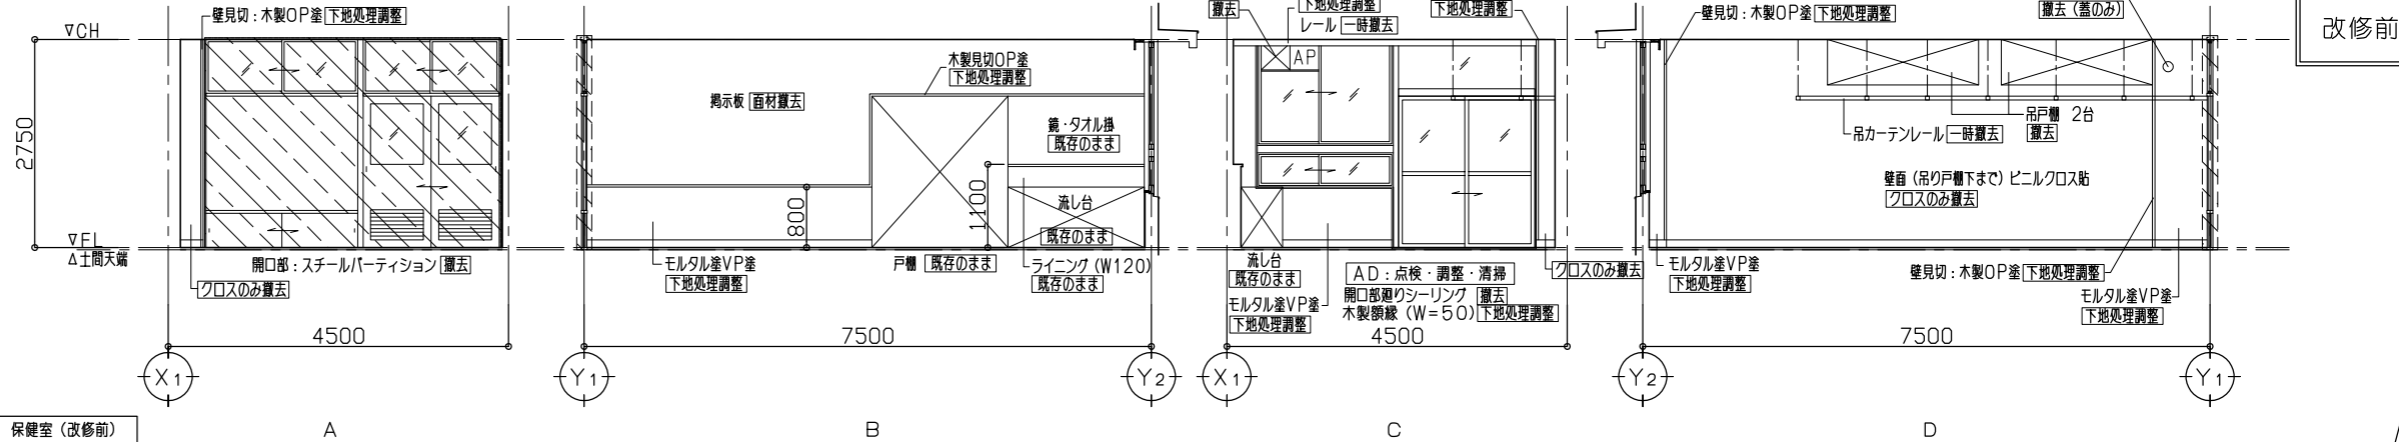 壁見切:木製OP塗 下地処理調整
▽CH
2750
▽FL
△土間天端
開口部:スチールパーティション 撤去
クロスのみ撤去
4500
X1
保健室(改修前)
A
掲示板 面材撤去
木製見切OP塗
下地処理調整
鏡・タオル掛
既存のまま
1100
800
流し台
既存のまま
モルタル塗VP塗
下地処理調整
戸棚 既存のまま
ライニング(W120)
既存のまま
7500
Y1
Y2
B
撤去
下地処理調整
レール 一時撤去
AP
下地処理調整
流し台
既存のまま
モルタル塗VP塗
下地処理調整
AD:点検・調整・清掃
開口部廻りシーリング 撤去
木製額縁(W=50) 下地処理調整
クロスのみ撤去
4500
X1
C
壁見切:木製OP塗 下地処理調整
撤去(蓋のみ)
吊カーテンレール 一時撤去
吊戸棚 2台
撤去
壁面(吊り戸棚下まで)ビニルクロス貼
クロスのみ撤去
モルタル塗VP塗
下地処理調整
壁見切:木製OP塗 下地処理調整
モルタル塗VP塗
下地処理調整
7500
Y2
Y1
D
改修前